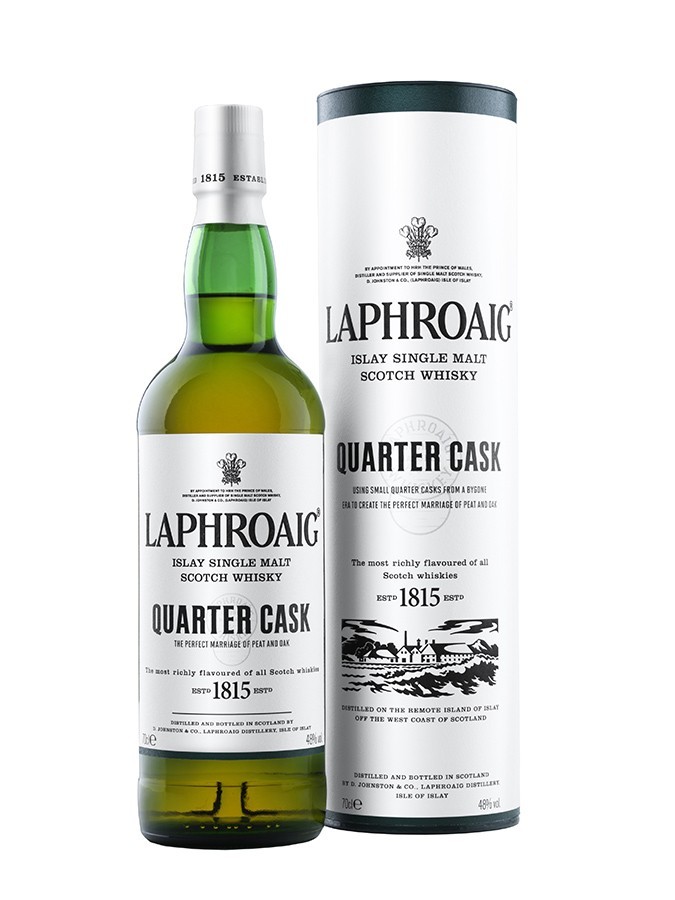 1815 ESTABL
BY APPOINTMENT TO HRH THE PRINCE OF WALES,
DISTILLER AND SUPPLIER OF SINGLE MALT SCOTCH WHISKY,
D. JOHNSTON & CO., (LAPHROAIG) ISLE OF ISLAY
LAPHROAIG®
ISLAY SINGLE MALT
SCOTCH WHISKY
QUARTER CASK
THE PERFECT MARRIAGE OF PEAT AND OAK
The most richly flavoured of all Scotch whiskies
ESTD 1815 ESTD
DISTILLED AND BOTTLED IN SCOTLAND BY
D. JOHNSTON & CO., LAPHROAIG DISTILLERY, ISLE OF ISLAY
70cl e 48% vol
BY APPOINTMENT TO HRH THE PRINCE OF WALES,
DISTILLER AND SUPPLIER OF SINGLE MALT SCOTCH WHISKY,
D. JOHNSTON & CO., (LAPHROAIG) ISLE OF ISLAY
LAPHROAIG®
ISLAY SINGLE MALT
SCOTCH WHISKY
QUARTER CASK
USING SMALL QUARTER CASKS FROM A BYGONE
ERA TO CREATE THE PERFECT MARRIAGE OF PEAT AND OAK
The most richly flavoured of all
Scotch whiskies
ESTD 1815 ESTD
DISTILLED ON THE REMOTE ISLAND OF ISLAY
OFF THE WEST COAST OF SCOTLAND
DISTILLED AND BOTTLED IN SCOTLAND
BY D. JOHNSTON & CO., LAPHROAIG DISTILLERY,
ISLE OF ISLAY
70cl e 48% vol